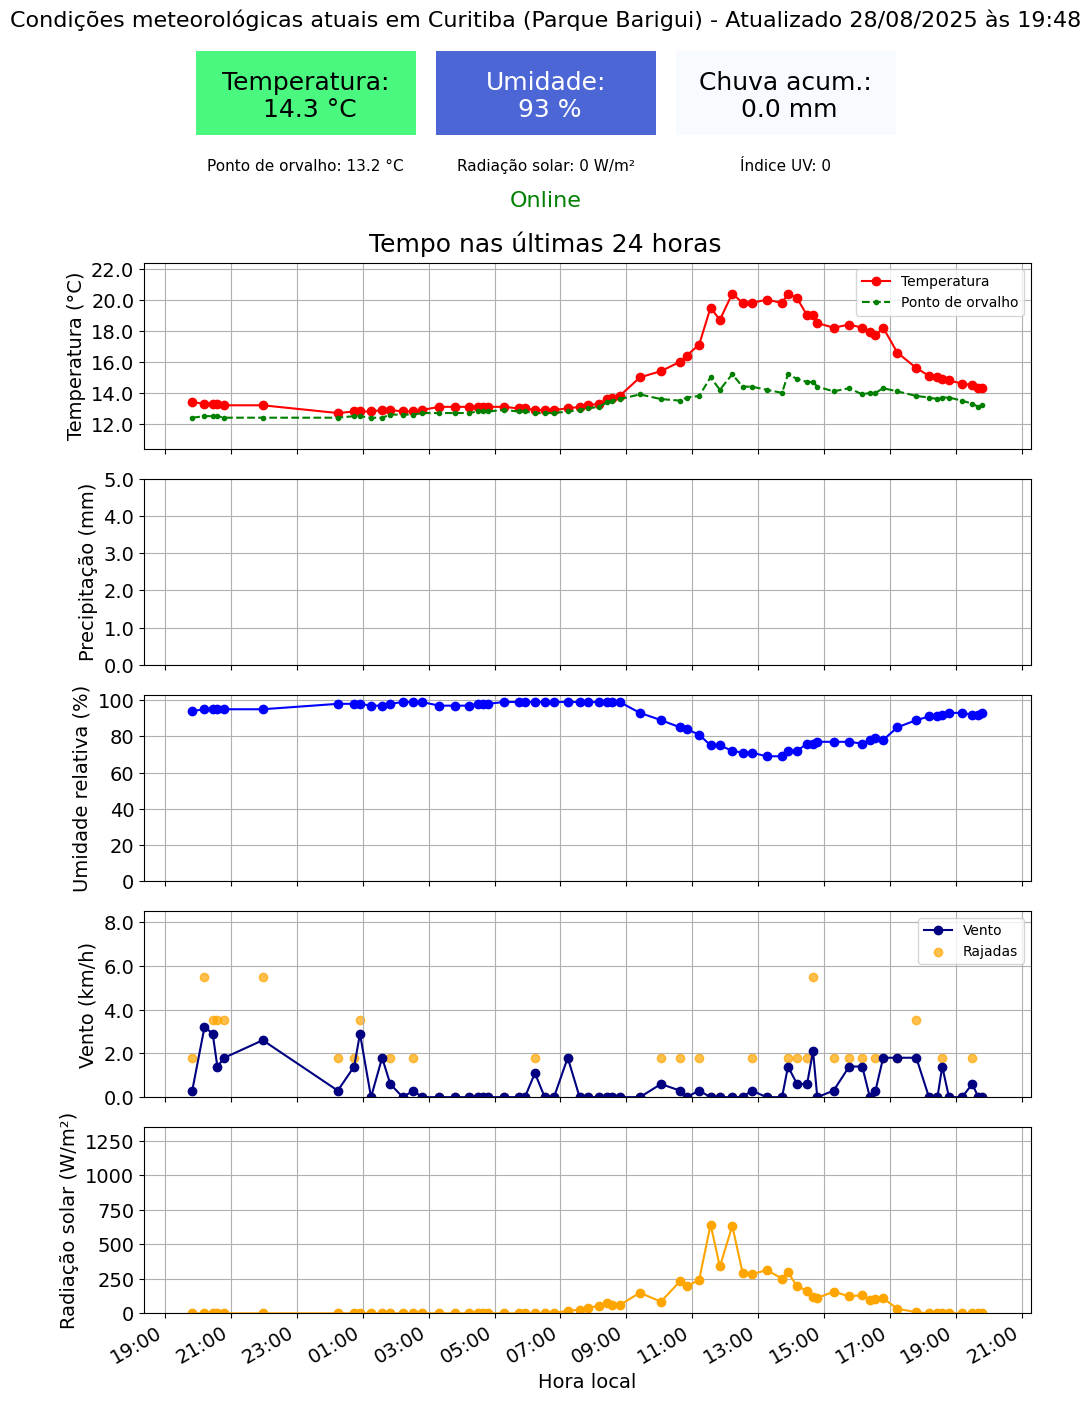 Condições meteorológicas atuais em Curitiba (Parque Barigui) - Atualizado 28/08/2025 às 19:48
Temperatura:
14.3 °C
Umidade:
93 %
Chuva acum.:
0.0 mm
Ponto de orvalho: 13.2 °C
Radiação solar: 0 W/m²
Índice UV: 0
Online
Tempo nas últimas 24 horas
Temperatura (°C)
22.0
20.0
18.0
16.0
14.0
12.0
Temperatura
Ponto de orvalho
Precipitação (mm)
5.0
4.0
3.0
2.0
1.0
0.0
Umidade relativa (%)
100
80
60
40
20
0
Vento (km/h)
8.0
6.0
4.0
2.0
0.0
Vento
Rajadas
Radiação solar (W/m²)
1250
1000
750
500
250
0
19:00
21:00
23:00
01:00
03:00
05:00
07:00
09:00
11:00
13:00
15:00
17:00
19:00
21:00
Hora local